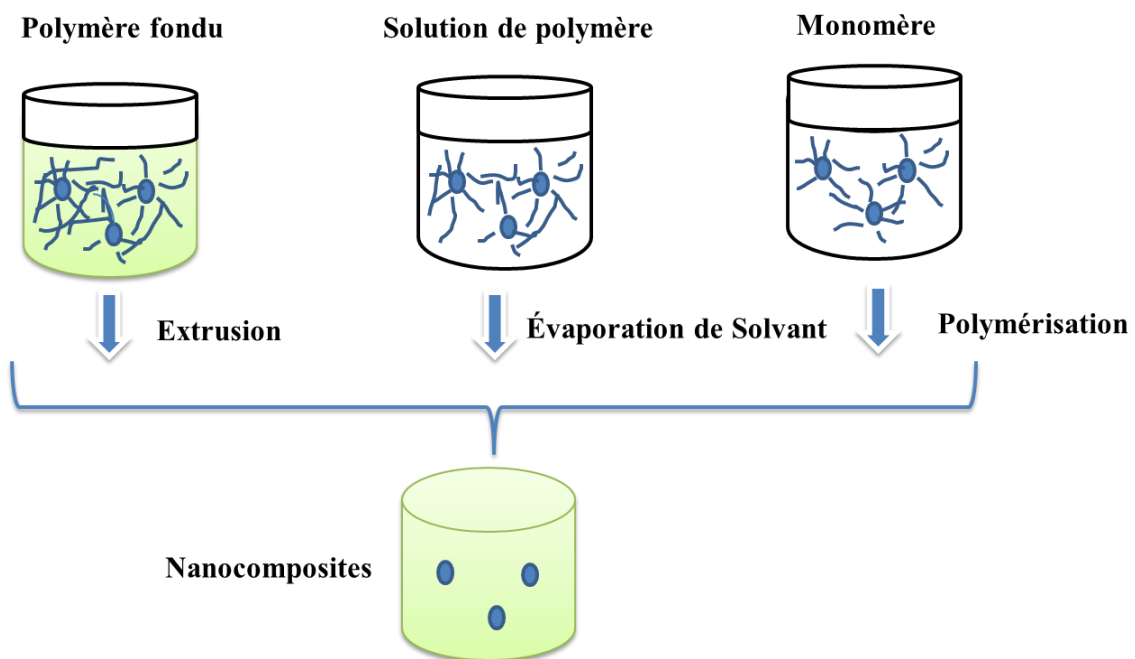 Polymère fondu
Solution de polymère
Monomère
Extrusion
Évaporation de Solvant
Polymérisation
Nanocomposites